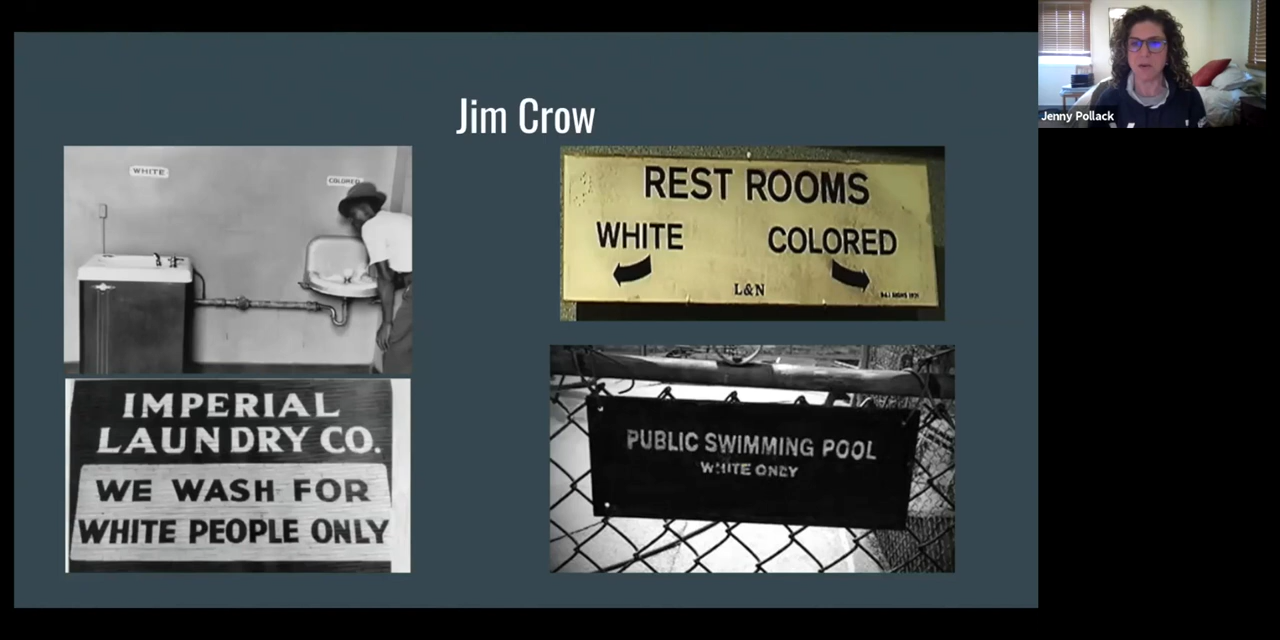 Jim Crow
WHITE
COLORED
IMPERIAL
LAUNDRY CO.
WE WASH FOR
WHITE PEOPLE ONLY
REST ROOMS
WHITE COLORED
L&N
PUBLIC SWIMMING POOL
WHITE ONLY
Jenny Pollack